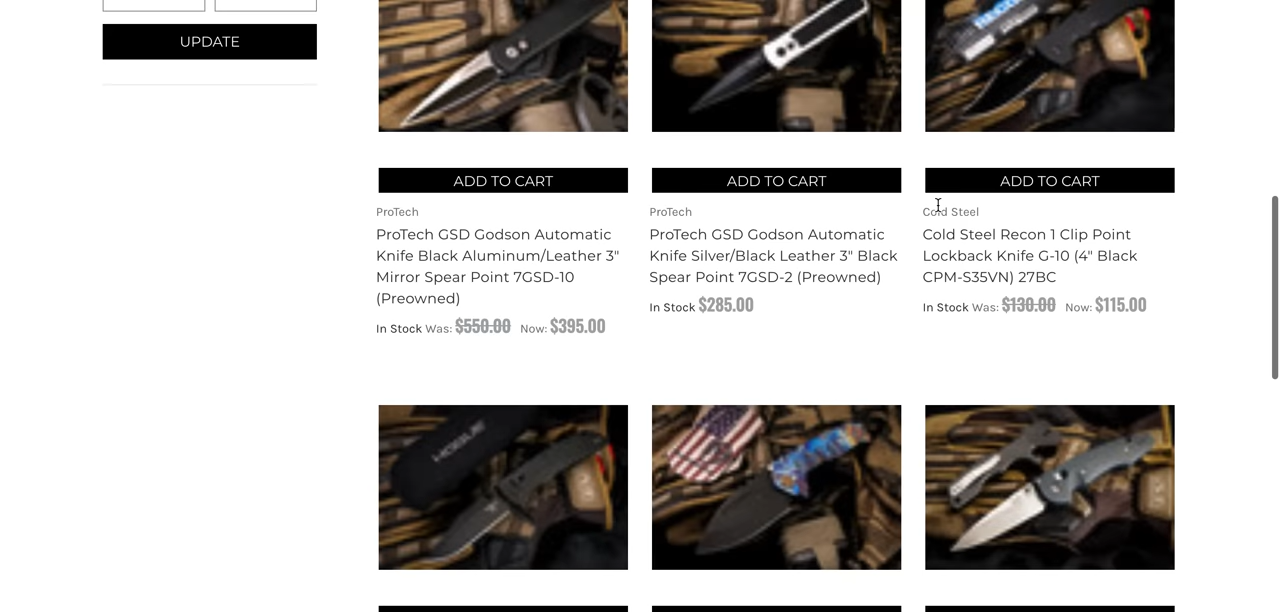 UPDATE
ADD TO CART
ProTech
ProTech GSD Godson Automatic
Knife Black Aluminum/Leather 3"
Mirror Spear Point 7GSD-10
(Preowned)
In Stock Was: $550.00 Now: $395.00
ADD TO CART
ProTech
ProTech GSD Godson Automatic
Knife Silver/Black Leather 3" Black
Spear Point 7GSD-2 (Preowned)
In Stock $285.00
ADD TO CART
Cold Steel
Cold Steel Recon 1 Clip Point
Lockback Knife G-10 (4" Black
CPM-S35VN) 27BC
In Stock Was: $130.00 Now: $115.00
HOGUE